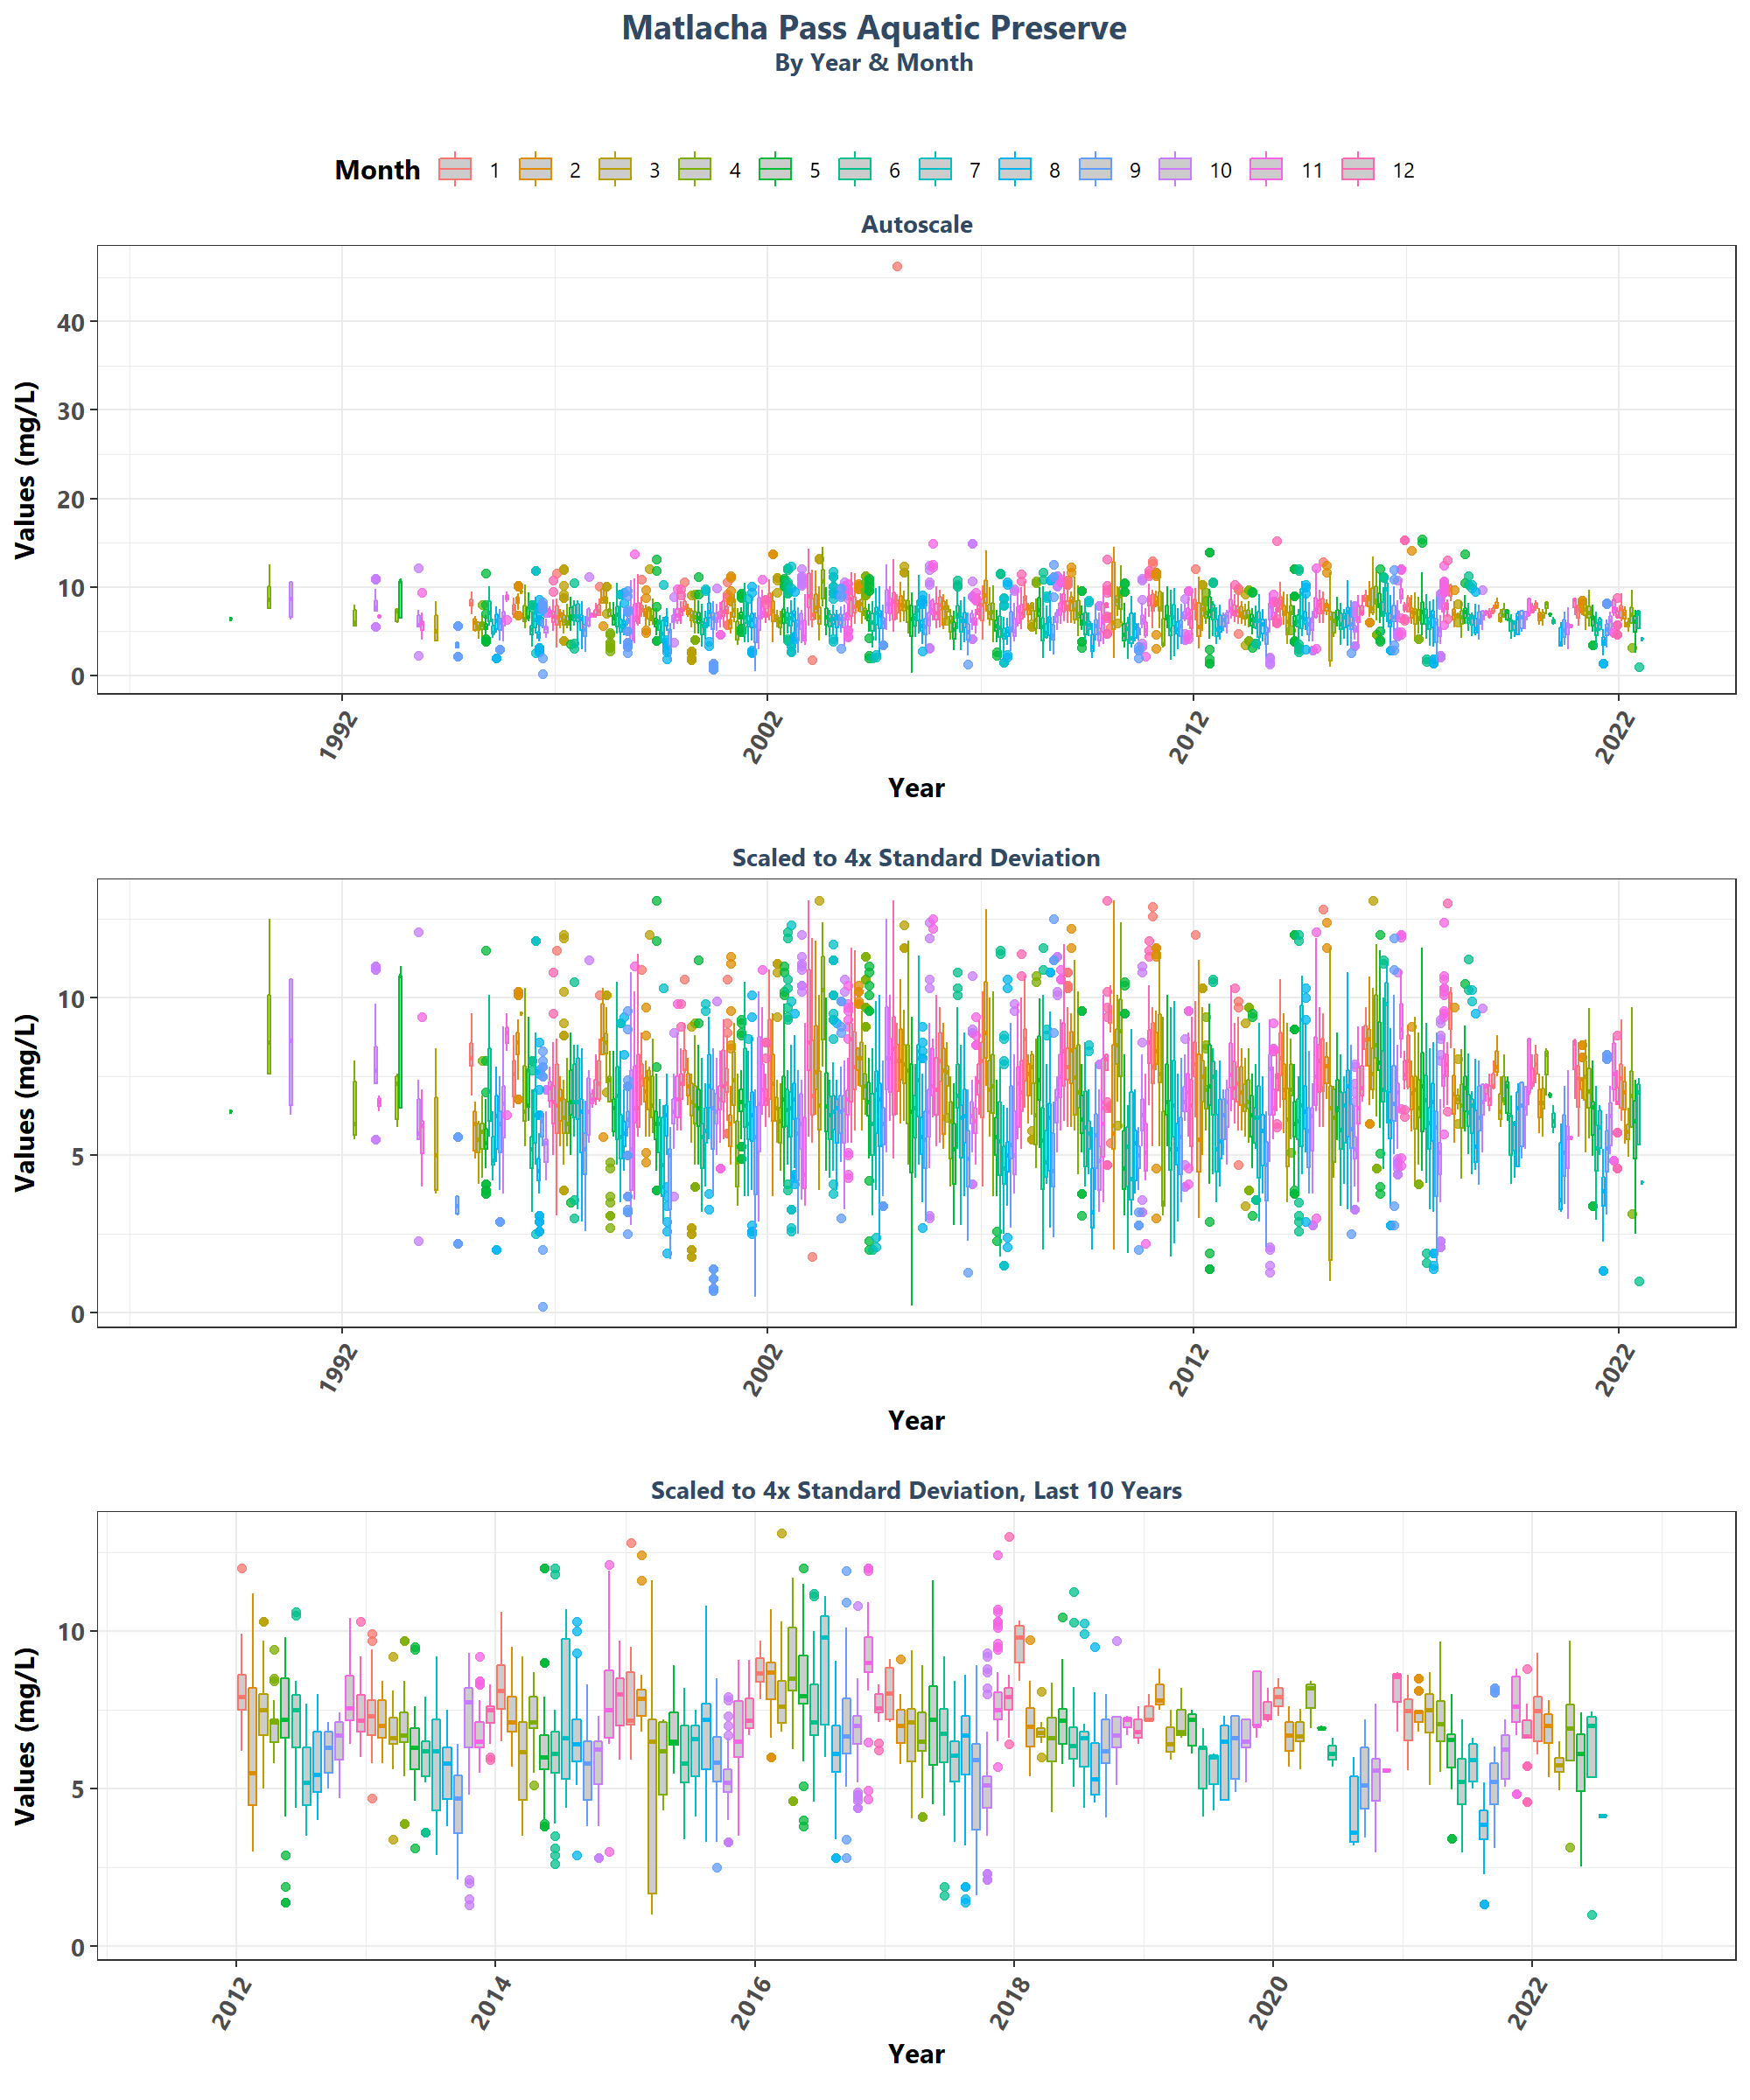 Matlacha Pass Aquatic Preserve
By Year & Month
Month 1 2 3 4 5 6 7 8 9 10 11 12
Autoscale
Values (mg/L)
40
30
20
10
0
1992 2002 2012 2022
Year
Scaled to 4x Standard Deviation
Values (mg/L)
10
5
0
1992 2002 2012 2022
Year
Scaled to 4x Standard Deviation, Last 10 Years
Values (mg/L)
10
5
0
2012 2014 2016 2018 2020 2022
Year